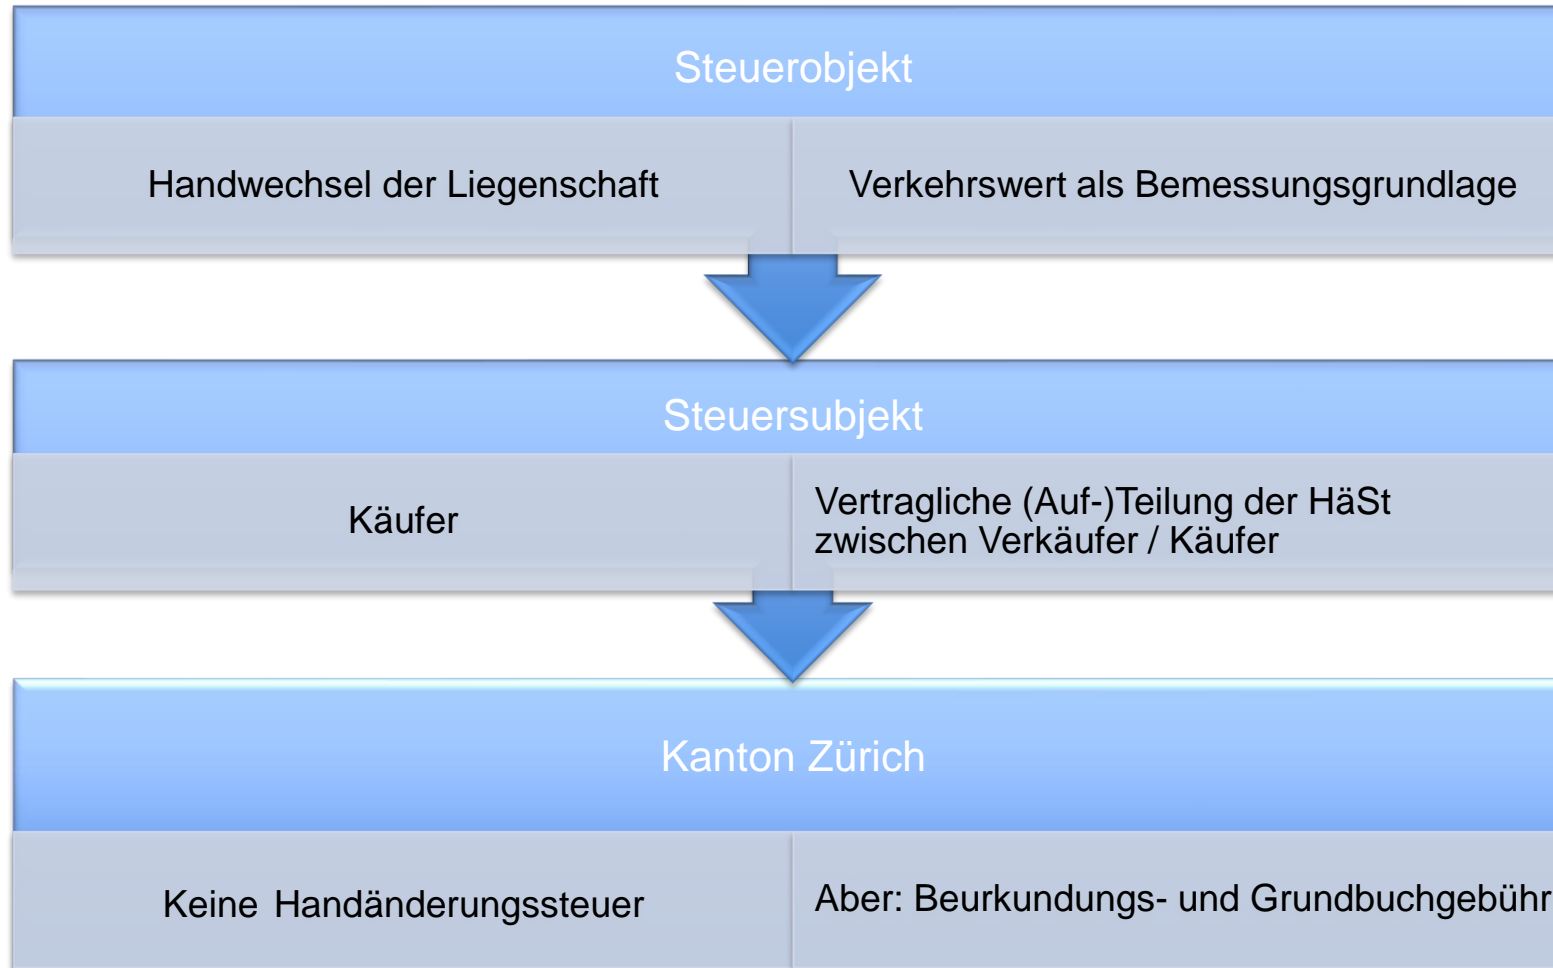 Steuerobjekt
Handwechsel der Liegenschaft
Verkehrswert als Bemessungsgrundlage
Steuersubjekt
Käufer
Vertragliche (Auf-)Teilung der HäSt
zwischen Verkäufer / Käufer
Kanton Zürich
Keine Handänderungssteuer
Aber: Beurkundungs- und Grundbuchgebühr